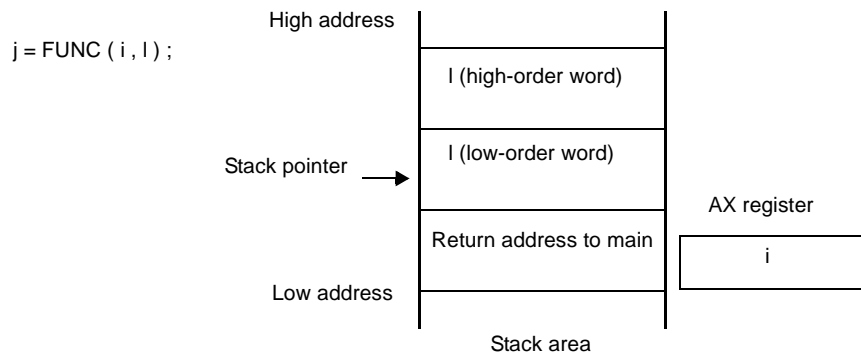 High address
j = FUNC ( i , l ) ;
l (high-order word)
l (low-order word)
Stack pointer
AX register
Return address to main
i
Low address
Stack area